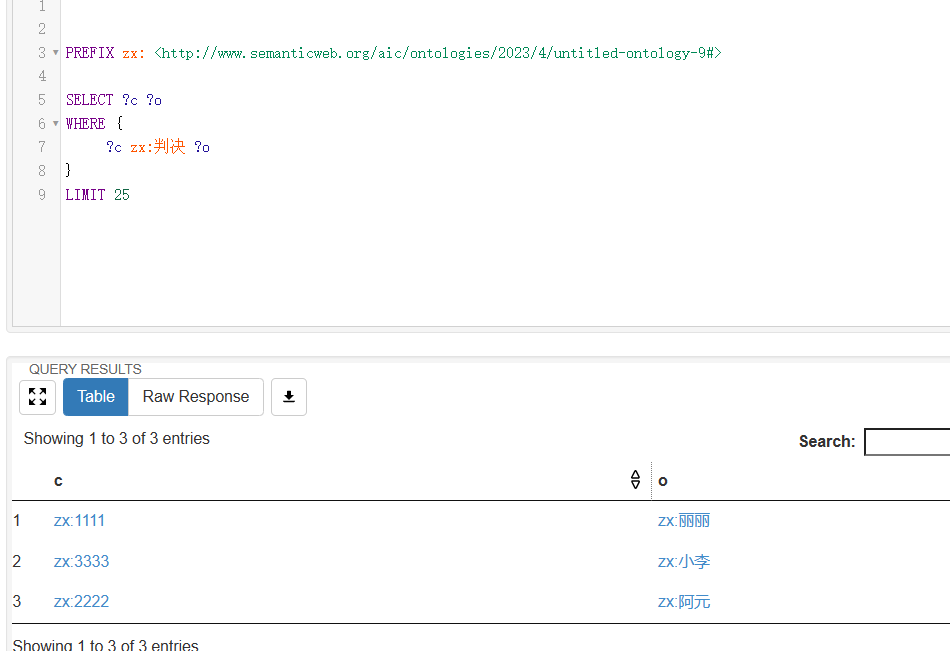 1
2
3 PREFIX zx: <http://www.semanticweb.org/aic/ontologies/2023/4/untitled-ontology-9#>
4
5 SELECT ?c ?o
6 WHERE {
7 ?c zx:判决 ?o
8 }
9 LIMIT 25
QUERY RESULTS
Table Raw Response
Showing 1 to 3 of 3 entries
Search:
c o
1 zx:1111 zx:丽丽
2 zx:3333 zx:小李
3 zx:2222 zx:阿元
Showing 1 to 3 of 3 entries